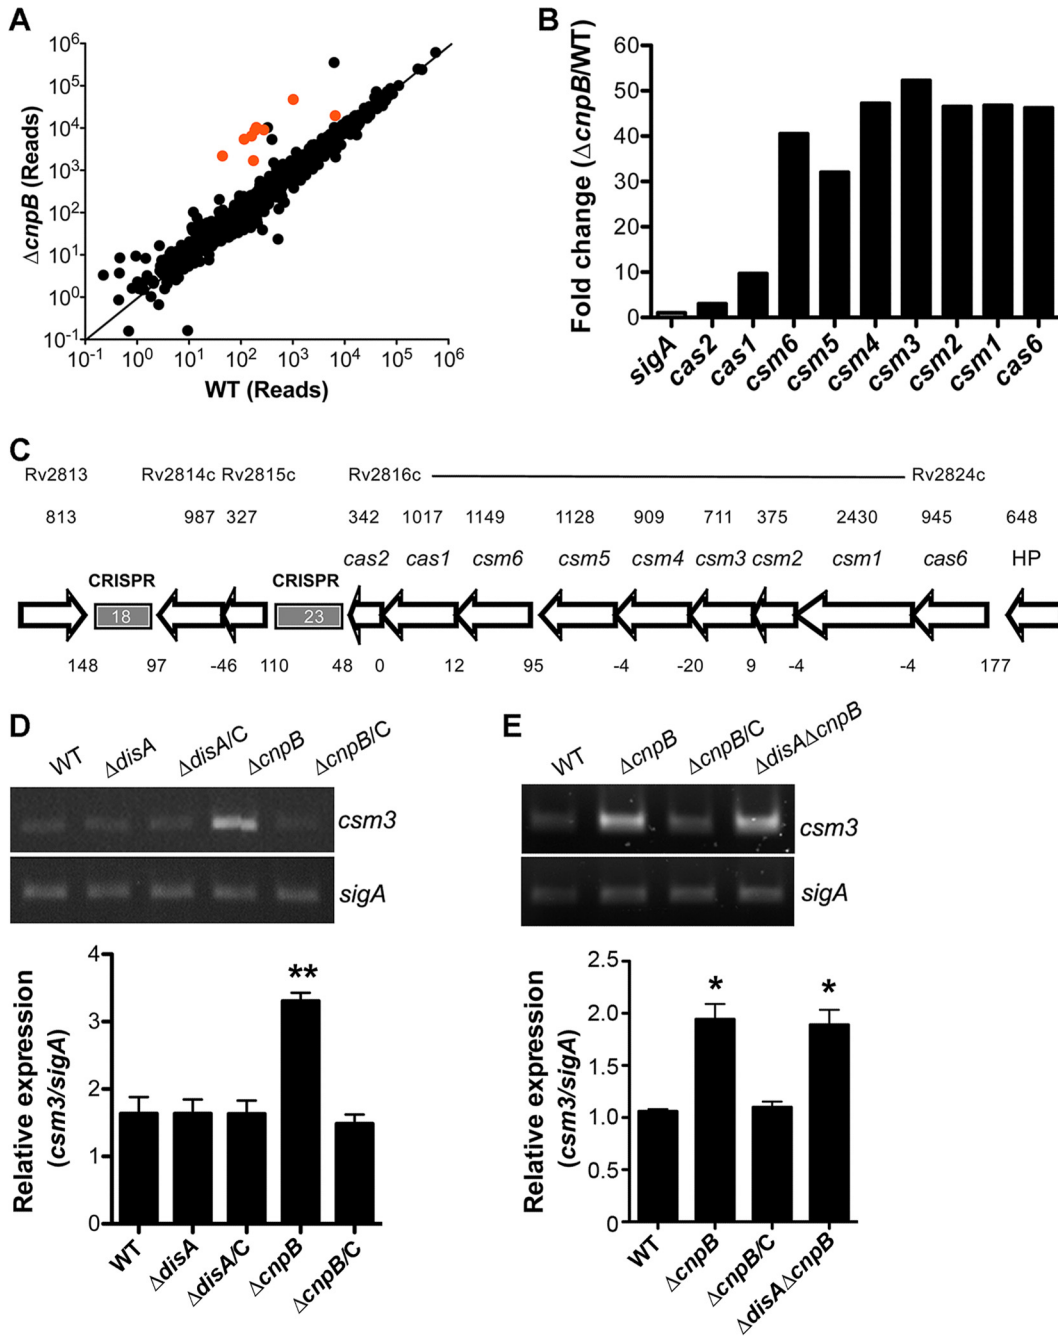 A
ΔcnpB (Reads)
10^6
10^5
10^4
10^3
10^2
10^1
10^0
10^-1
10^-1 10^0 10^1 10^2 10^3 10^4 10^5 10^6
WT (Reads)
B
Fold change (ΔcnpB/WT)
60
50
40
30
20
10
0
sigA cas2 cas1 csm6 csm5 csm4 csm3 csm2 csm1 cas6
C
Rv2813 Rv2814c Rv2815c Rv2816c Rv2824c
813 987 327 342 1017 1149 1128 909 711 375 2430 945 648
cas2 cas1 csm6 csm5 csm4 csm3 csm2 csm1 cas6 HP
CRISPR CRISPR
18 23
148 97 -46 110 48 0 12 95 -4 -20 9 -4 -4 177
D
WT ΔdisA ΔdisA/C ΔcnpB ΔcnpB/C
csm3
sigA
Relative expression
(csm3/sigA)
4
3
2
1
0
**
WT ΔdisA ΔdisA/C ΔcnpB ΔcnpB/C
E
WT ΔcnpB ΔcnpB/C ΔdisAΔcnpB
csm3
sigA
Relative expression
(csm3/sigA)
2.5
2.0
1.5
1.0
0.5
0
* *
WT ΔcnpB ΔcnpB/C ΔdisAΔcnpB